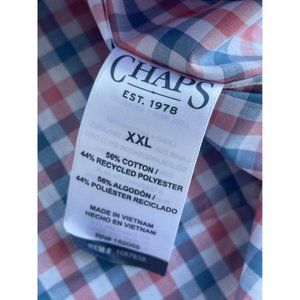 CHAPS
EST. 1978
XXL
56% COTTON /
44% RECYCLED POLYESTER
56% ALGODÓN /
44% POLIÉSTER RECICLADO
MADE IN VIETNAM
HECHO EN VIETNAM